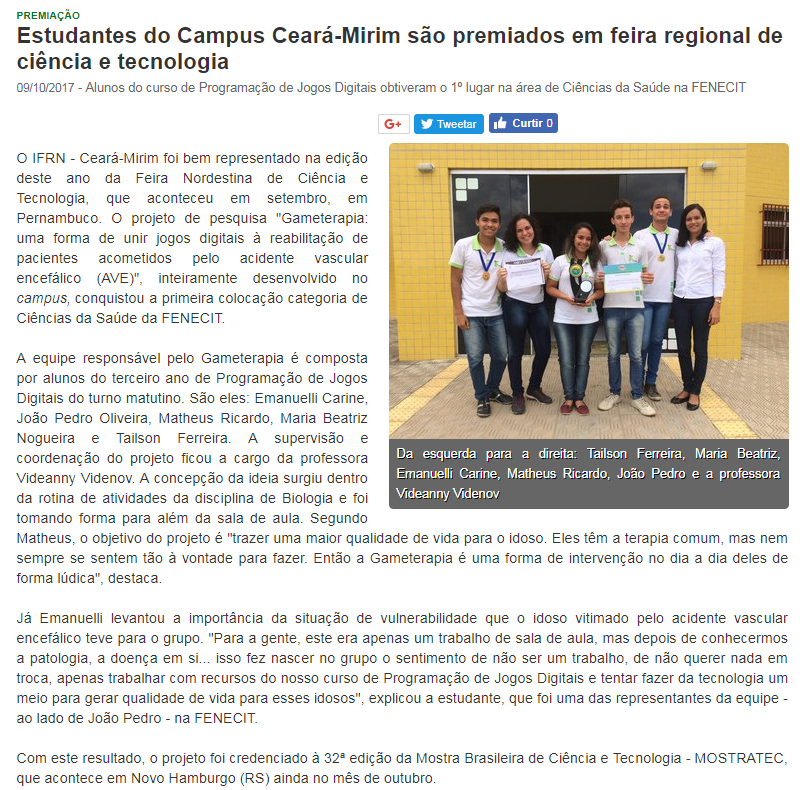 PREMIAÇÃO
Estudantes do Campus Ceará-Mirim são premiados em feira regional de
ciência e tecnologia
09/10/2017 - Alunos do curso de Programação de Jogos Digitais obtiveram o 1º lugar na área de Ciências da Saúde na FENECIT
G+ Tweetar Curtir 0
O IFRN - Ceará-Mirim foi bem representado na edição
deste ano da Feira Nordestina de Ciência e
Tecnologia, que aconteceu em setembro, em
Pernambuco. O projeto de pesquisa "Gameterapia:
uma forma de unir jogos digitais à reabilitação de
pacientes acometidos pelo acidente vascular
encefálico (AVE)", inteiramente desenvolvido no
campus, conquistou a primeira colocação categoria de
Ciências da Saúde da FENECIT.
A equipe responsável pelo Gameterapia é composta
por alunos do terceiro ano de Programação de Jogos
Digitais do turno matutino. São eles: Emanuelli Carine,
João Pedro Oliveira, Matheus Ricardo, Maria Beatriz
Nogueira e Tailson Ferreira. A supervisão e
coordenação do projeto ficou a cargo da professora
Videanny Videnov. A concepção da ideia surgiu dentro
da rotina de atividades da disciplina de Biologia e foi
tomando forma para além da sala de aula. Segundo
Da esquerda para a direita: Tailson Ferreira, Maria Beatriz,
Emanuelli Carine, Matheus Ricardo, João Pedro e a professora
Videanny Videnov
Matheus, o objetivo do projeto é "trazer uma maior qualidade de vida para o idoso. Eles têm a terapia comum, mas nem
sempre se sentem tão à vontade para fazer. Então a Gameterapia é uma forma de intervenção no dia a dia deles de
forma lúdica", destaca.
Já Emanuelli levantou a importância da situação de vulnerabilidade que o idoso vitimado pelo acidente vascular
encefálico teve para o grupo. "Para a gente, este era apenas um trabalho de sala de aula, mas depois de conhecermos
a patologia, a doença em si... isso fez nascer no grupo o sentimento de não ser um trabalho, de não querer nada em
troca, apenas trabalhar com recursos do nosso curso de Programação de Jogos Digitais e tentar fazer da tecnologia um
meio para gerar qualidade de vida para esses idosos", explicou a estudante, que foi uma das representantes da equipe -
ao lado de João Pedro - na FENECIT.
Com este resultado, o projeto foi credenciado à 32ª edição da Mostra Brasileira de Ciência e Tecnologia - MOSTRATEC,
que acontece em Novo Hamburgo (RS) ainda no mês de outubro.